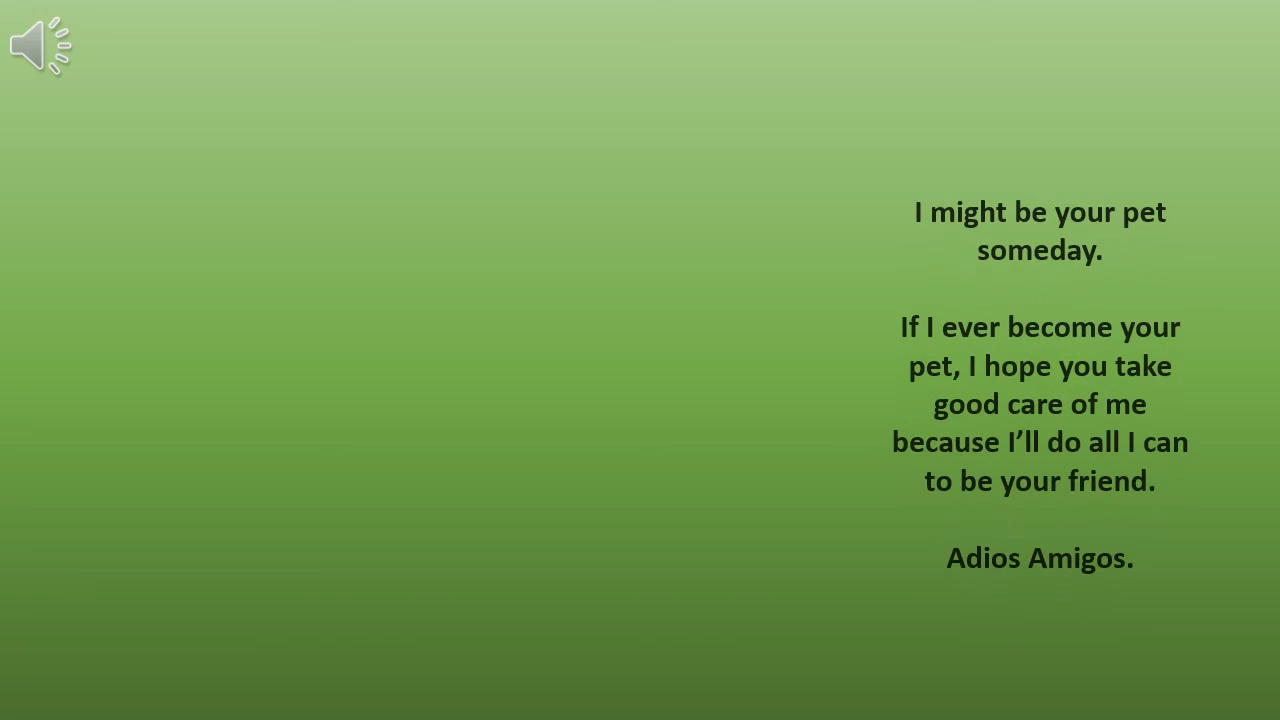 I might be your pet
someday.
If I ever become your
pet, I hope you take
good care of me
because I’ll do all I can
to be your friend.
Adios Amigos.